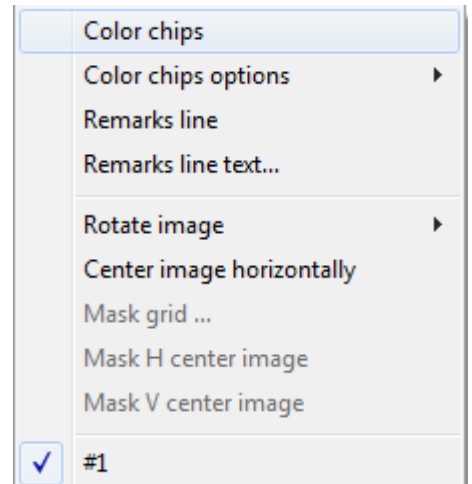 Color chips
Color chips options
Remarks line
Remarks line text...
Rotate image
Center image horizontally
Mask grid ...
Mask H center image
Mask V center image
#1